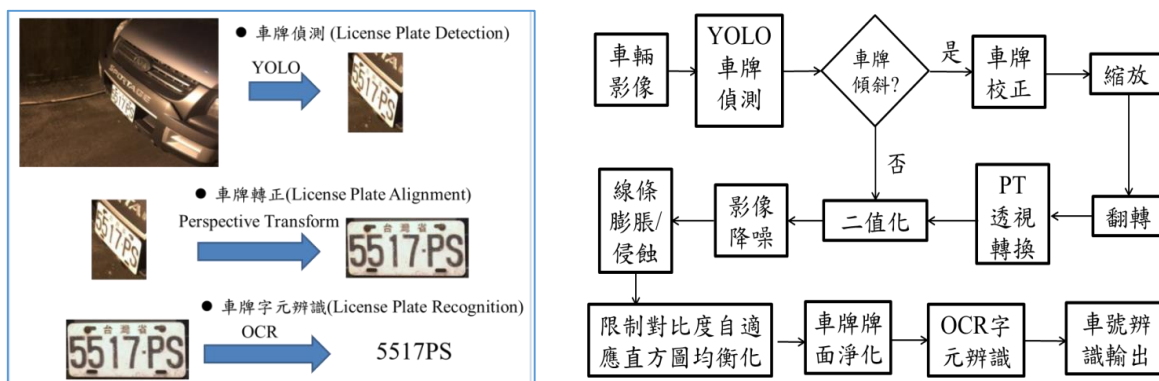 ● 車牌偵測 (License Plate Detection)
YOLO
SPORTAGE
5517PS
5517PS
● 車牌轉正(License Plate Alignment)
Perspective Transform
5517PS
台灣省
5517·PS
● 車牌字元辨識(License Plate Recognition)
OCR
台灣省
5517·PS
5517PS
車輛
影像
YOLO
車牌
偵測
車牌
傾斜?
是
車牌
校正
縮放
否
翻轉
PT
透視
轉換
二值化
影像
降噪
線條
膨脹/
侵蝕
限制對比度自適
應直方圖均衡化
車牌牌
面淨化
OCR字
元辨識
車號辨
識輸出